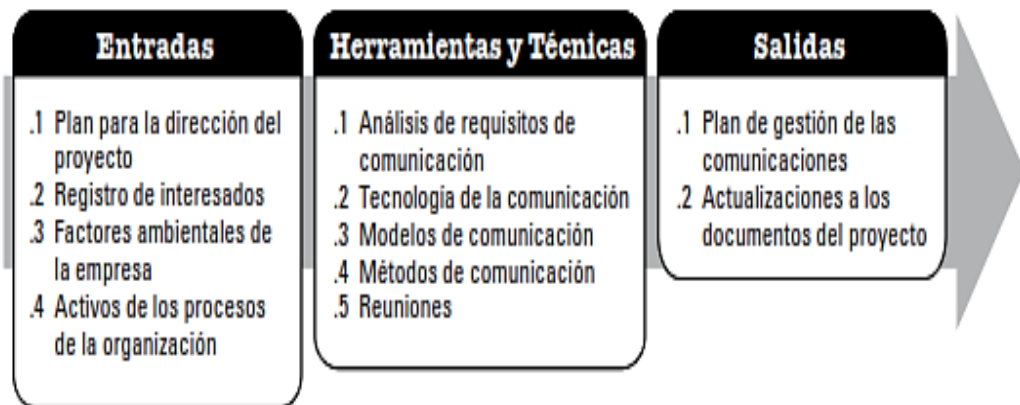 Entradas
.1 Plan para la dirección del
proyecto
.2 Registro de interesados
.3 Factores ambientales de
la empresa
.4 Activos de los procesos
de la organización
Herramientas y Técnicas
.1 Análisis de requisitos de
comunicación
.2 Tecnología de la comunicación
.3 Modelos de comunicación
.4 Métodos de comunicación
.5 Reuniones
Salidas
.1 Plan de gestión de las
comunicaciones
.2 Actualizaciones a los
documentos del proyecto